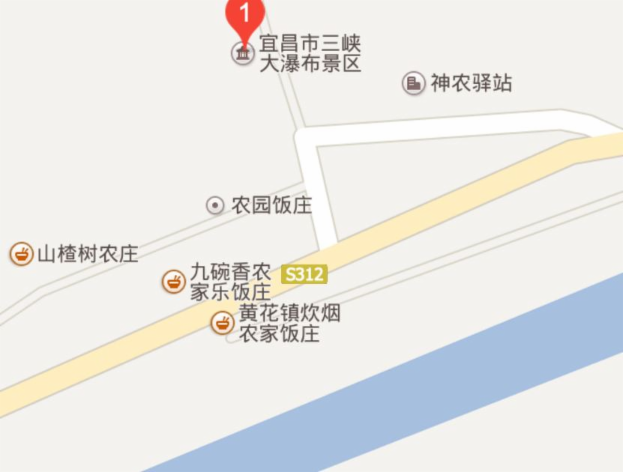 1
宜昌市三峡
大瀑布景区
神农驿站
农园饭庄
山楂树农庄
九碗香农
家乐饭庄
S312
黄花镇炊烟
农家饭庄